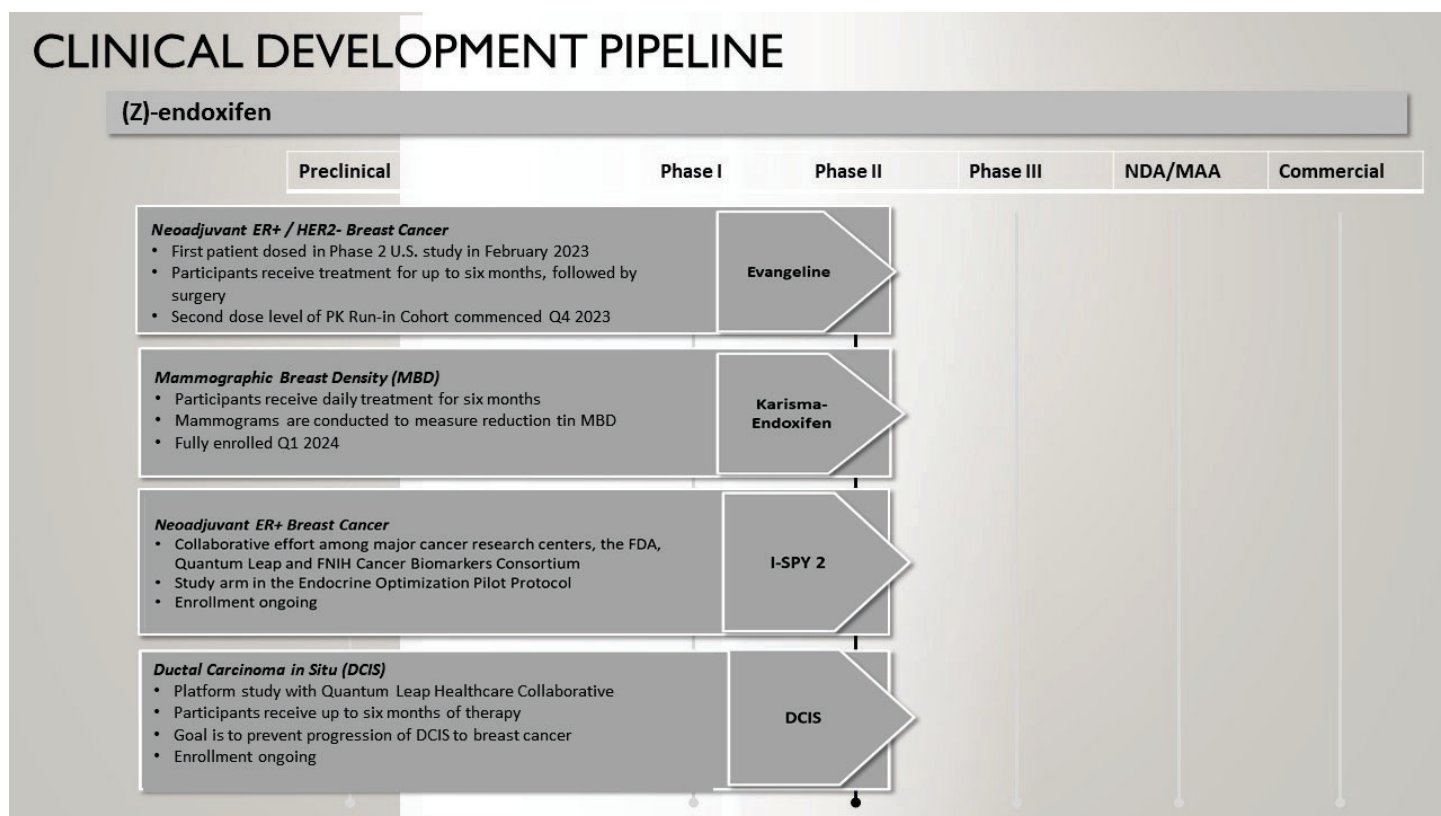 CLINICAL DEVELOPMENT PIPELINE
(Z)-endoxifen
Preclinical Phase I Phase II Phase III NDA/MAA Commercial
Neoadjuvant ER+ / HER2- Breast Cancer
• First patient dosed in Phase 2 U.S. study in February 2023
• Participants receive treatment for up to six months, followed by
surgery
• Second dose level of PK Run-in Cohort commenced Q4 2023
Evangeline
Mammographic Breast Density (MBD)
• Participants receive daily treatment for six months
• Mammograms are conducted to measure reduction tin MBD
• Fully enrolled Q1 2024
Karisma-
Endoxifen
Neoadjuvant ER+ Breast Cancer
• Collaborative effort among major cancer research centers, the FDA,
Quantum Leap and FNIH Cancer Biomarkers Consortium
• Study arm in the Endocrine Optimization Pilot Protocol
• Enrollment ongoing
I-SPY 2
Ductal Carcinoma in Situ (DCIS)
• Platform study with Quantum Leap Healthcare Collaborative
• Participants receive up to six months of therapy
• Goal is to prevent progression of DCIS to breast cancer
• Enrollment ongoing
DCIS